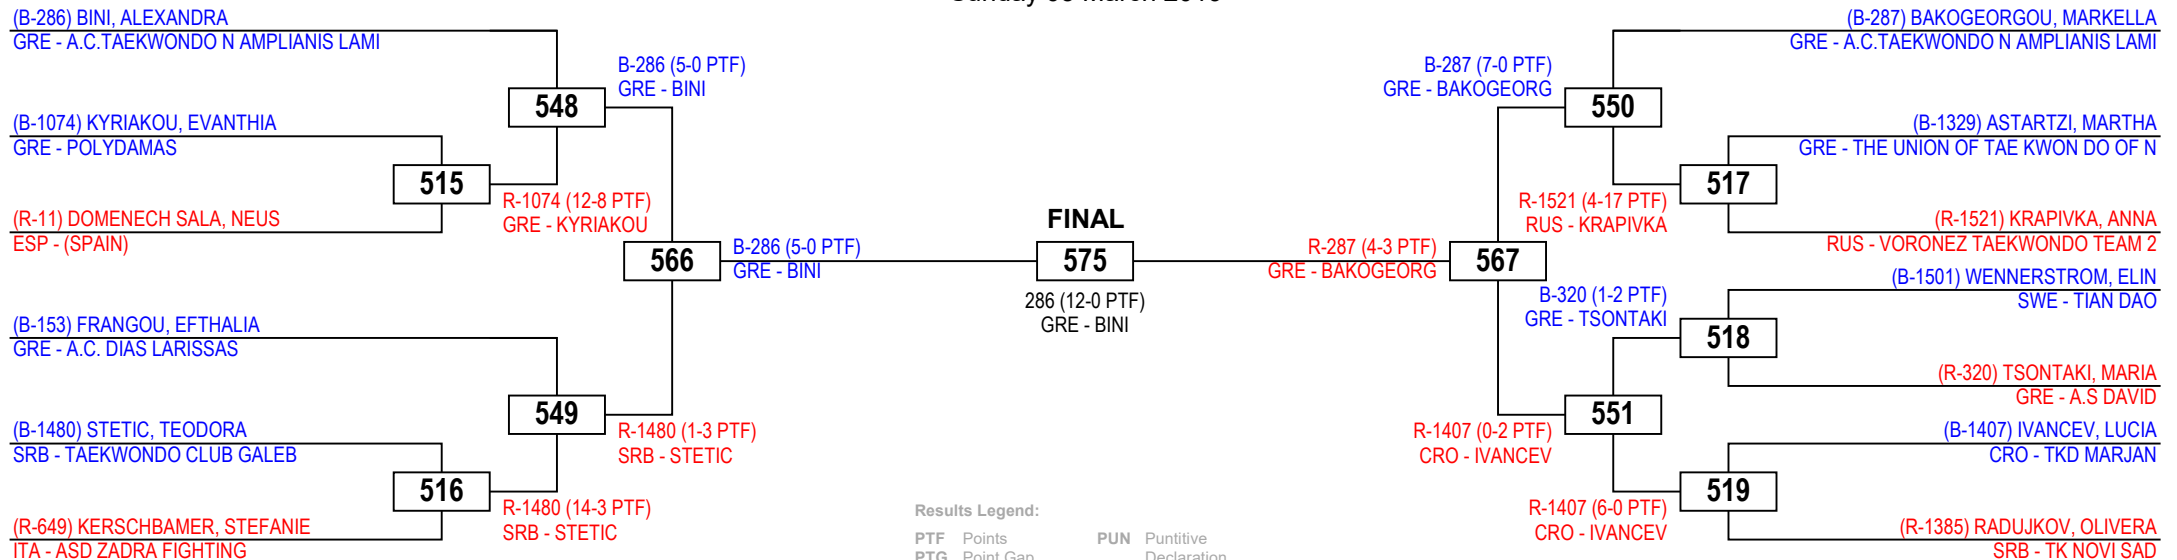 (B-286) BINI, ALEXANDRA
GRE - A.C.TAEKWONDO N AMPLIANIS LAMI
(B-1074) KYRIAKOU, EVANTHIA
GRE - POLYDAMAS
(R-11) DOMENECH SALA, NEUS
ESP - (SPAIN)
(B-153) FRANGOU, EFTHALIA
GRE - A.C. DIAS LARISSAS
(B-1480) STETIC, TEODORA
SRB - TAEKWONDO CLUB GALEB
(R-649) KERSCHBAMER, STEFANIE
ITA - ASD ZADRA FIGHTING
515
R-1074 (12-8 PTF)
GRE - KYRIAKOU
516
R-1480 (14-3 PTF)
SRB - STETIC
548
B-286 (5-0 PTF)
GRE - BINI
549
R-1480 (1-3 PTF)
SRB - STETIC
566
B-286 (5-0 PTF)
GRE - BINI
FINAL
575
286 (12-0 PTF)
GRE - BINI
R-287 (4-3 PTF)
GRE - BAKOGEORG
567
B-287 (7-0 PTF)
GRE - BAKOGEORG
550
R-1407 (0-2 PTF)
CRO - IVANCEV
551
R-1521 (4-17 PTF)
RUS - KRAPIVKA
517
B-320 (1-2 PTF)
GRE - TSONTAKI
518
R-1407 (6-0 PTF)
CRO - IVANCEV
519
(B-287) BAKOGEORGOU, MARKELLA
GRE - A.C.TAEKWONDO N AMPLIANIS LAMI
(B-1329) ASTARTZI, MARTHA
GRE - THE UNION OF TAE KWON DO OF N
(R-1521) KRAPIVKA, ANNA
RUS - VORONEZ TAEKWONDO TEAM 2
(B-1501) WENNERSTROM, ELIN
SWE - TIAN DAO
(R-320) TSONTAKI, MARIA
GRE - A.S DAVID
(B-1407) IVANCEV, LUCIA
CRO - TKD MARJAN
(R-1385) RADUJKOV, OLIVERA
SRB - TK NOVI SAD
Results Legend:
PTF Points PUN Puntitive
PTG Point Gap Declaration